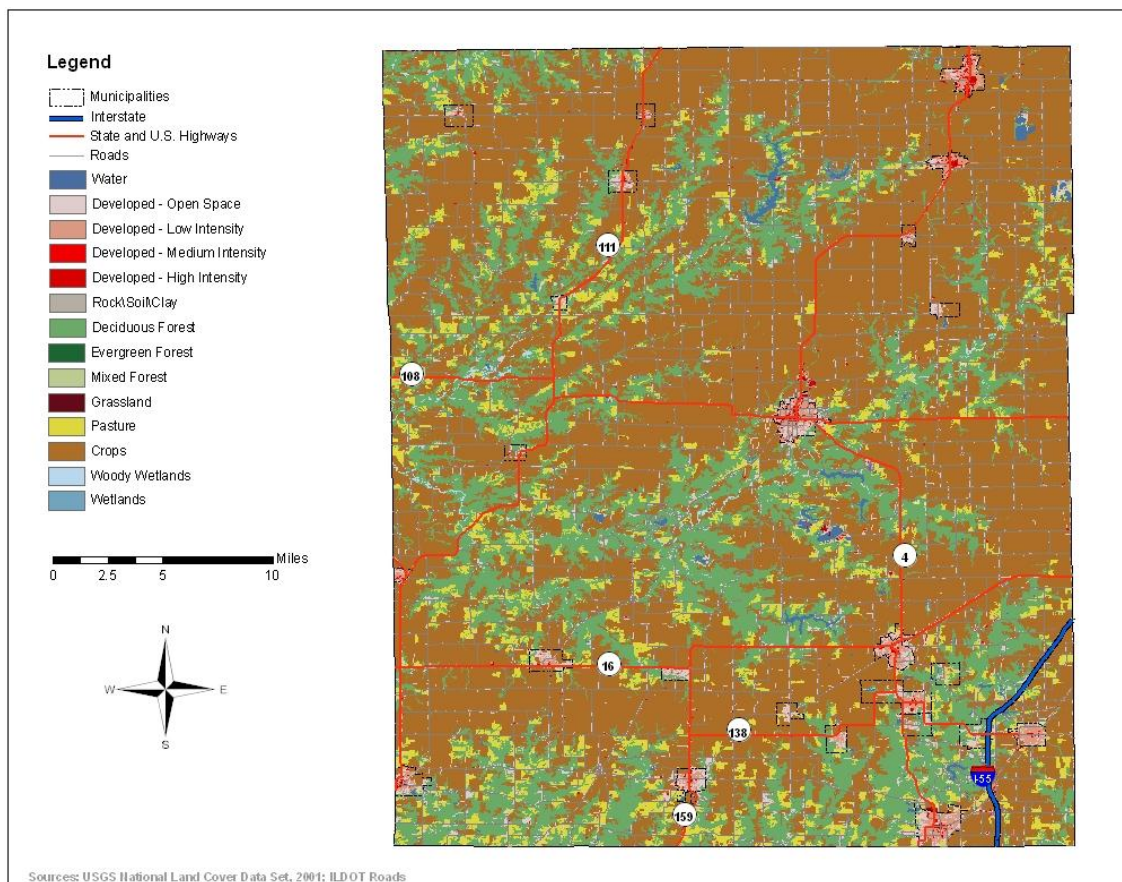 Legend
Municipalities
Interstate
State and U.S. Highways
Roads
Water
Developed - Open Space
Developed - Low Intensity
Developed - Medium Intensity
Developed - High Intensity
Rock\Soil\Clay
Deciduous Forest
Evergreen Forest
Mixed Forest
Grassland
Pasture
Crops
Woody Wetlands
Wetlands
Miles
0 2.5 5 10
N
W E
S
111
108
4
16
138
I-55
159
Sources: USGS National Land Cover Data Set, 2001; ILDOT Roads